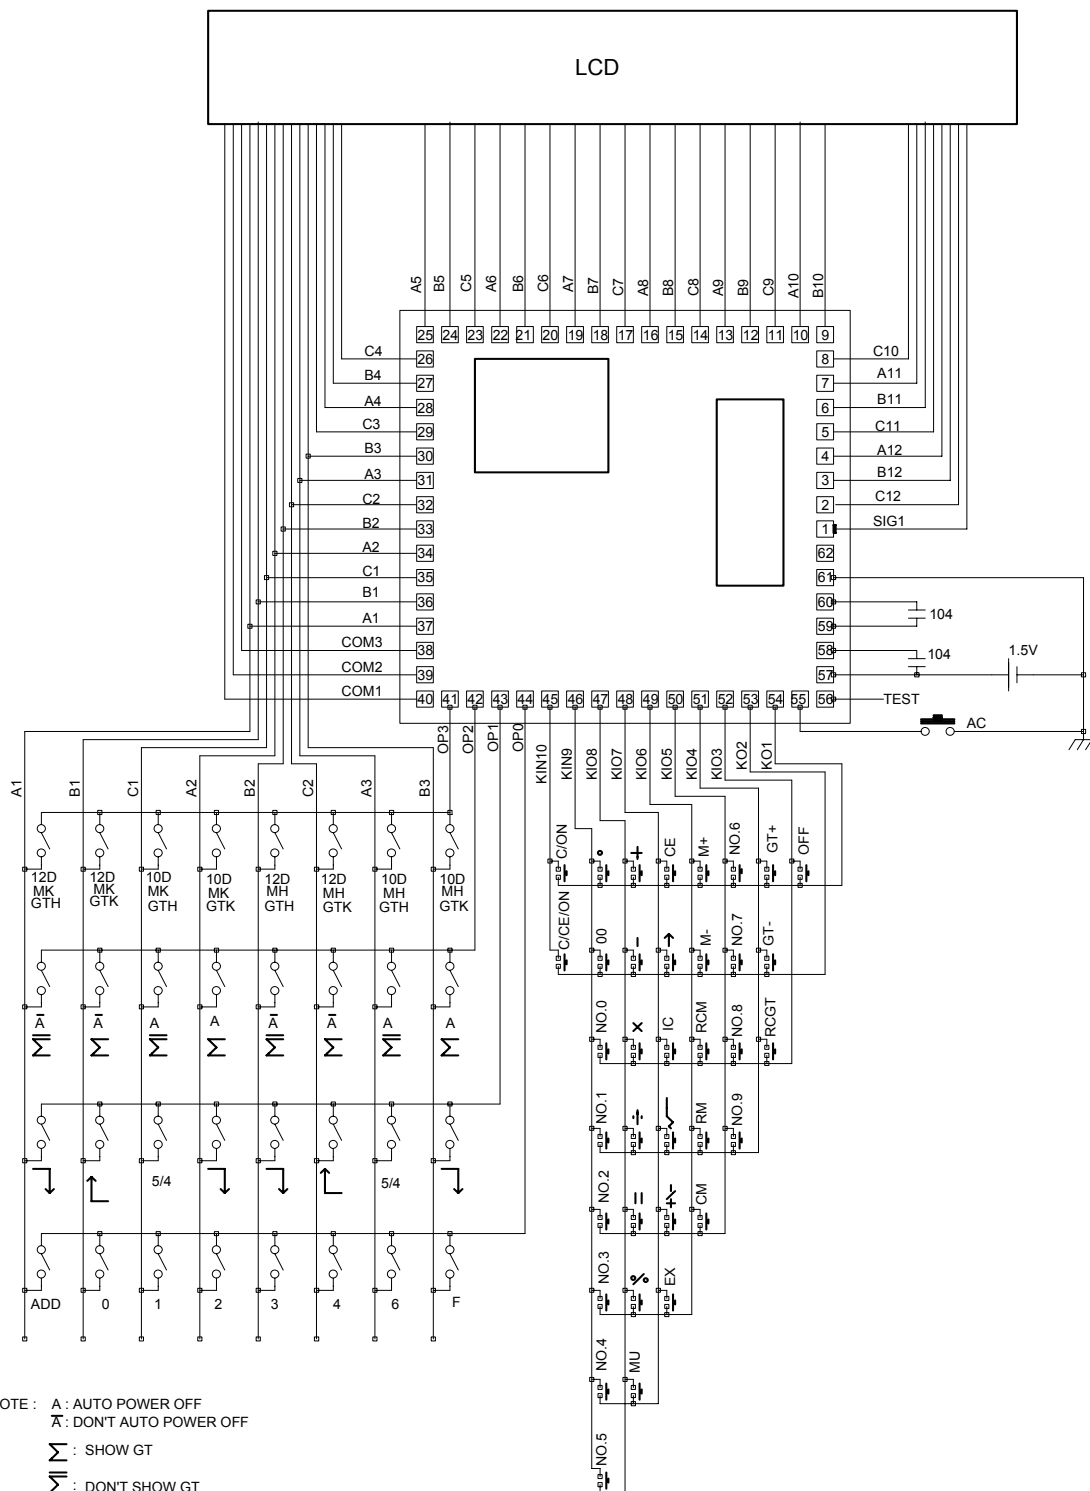 LCD
A5 B5 C5 A6 B6 C6 A7 B7 C7 A8 B8 C8 A9 B9 C9 A10 B10
25 24 23 22 21 20 19 18 17 16 15 14 13 12 11 10 9
C4 26 8 C10
B4 27 7 A11
A4 28 6 B11
C3 29 5 C11
B3 30 4 A12
A3 31 3 B12
C2 32 2 C12
B2 33 1 SIG1
A2 34 62
C1 35 61
B1 36 60
104
A1 37 59
COM3 38 58
104 1.5V
COM2 39 57
COM1 40 41 42 43 44 45 46 47 48 49 50 51 52 53 54 55 56 TEST
AC
OP3 OP2 OP1 OP0 KIN10 KIN9 KIO8 KIO7 KIO6 KIO5 KIO4 KIO3 KO2 KO1
A1 B1 C1 A2 B2 C2 A3 B3
C/ON ° + CE M+ NO.6 GT+ OFF
12D 12D 10D 10D 12D 12D 10D 10D
MK MK MK MK MH MH MH MH
GTH GTK GTH GTK GTH GTK GTH GTK
C/CE/ON 00 - → M- NO.7 GT-
A̅ A̅ A A A̅ A̅ A A
Σ̅ Σ Σ̅ Σ Σ̅ Σ Σ̅ Σ
NO.0 × IC RCM NO.8 RCGT
NO.1 ÷ √ RM NO.9
5/4 5/4
NO.2 = +/- CM
NO.3 % EX
ADD 0 1 2 3 4 6 F
NO.4 MU
OTE : A : AUTO POWER OFF
A̅ : DON'T AUTO POWER OFF
Σ : SHOW GT
NO.5
Σ̅ : DON'T SHOW GT